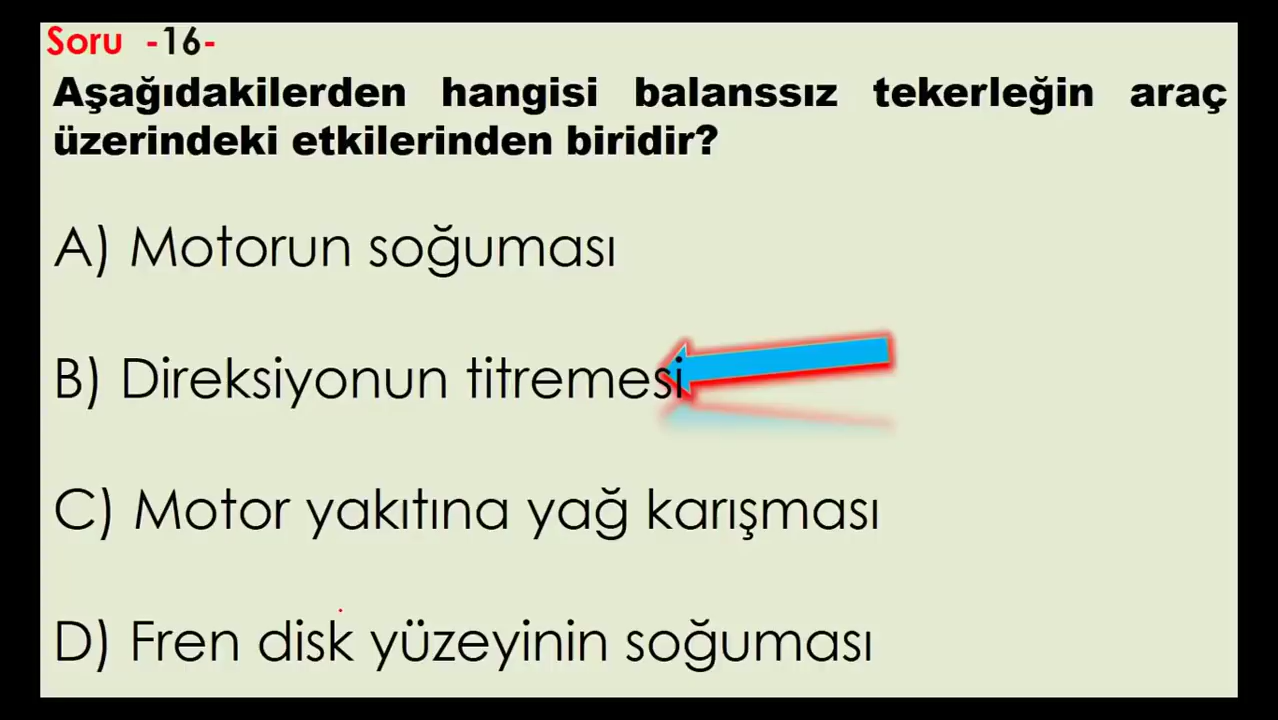 Soru -16-
Aşağıdakilerden hangisi balanssız tekerleğin araç
üzerindeki etkilerinden biridir?
A) Motorun soğuması
B) Direksiyonun titremesi
C) Motor yakıtına yağ karışması
D) Fren disk yüzeyinin soğuması